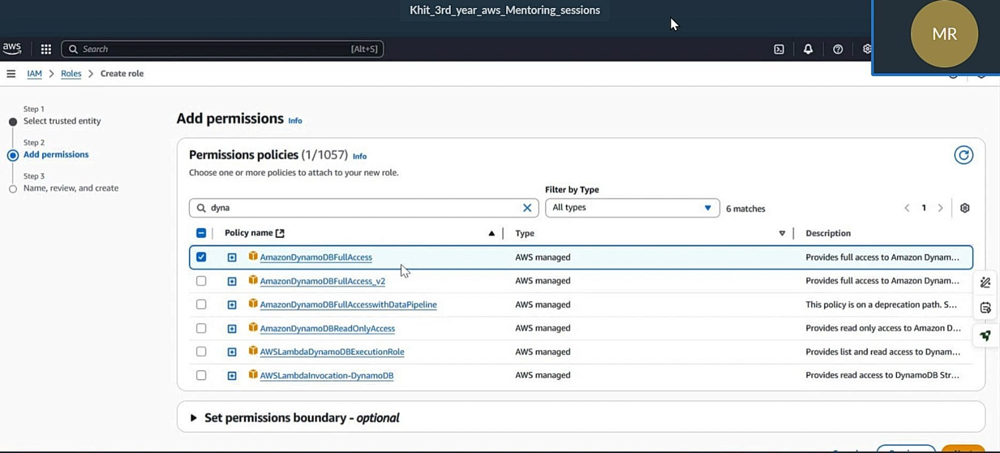 Khit_3rd_year_aws_Mentoring_sessions
MR
aws
Search
[Alt+S]
IAM > Roles > Create role
Step 1
Select trusted entity
Step 2
Add permissions
Step 3
Name, review, and create
Add permissions Info
Permissions policies (1/1057) Info
Choose one or more policies to attach to your new role.
Filter by Type
dyna
All types
6 matches
1
Policy name
Type
Description
AmazonDynamoDBFullAccess AWS managed Provides full access to Amazon Dynam...
AmazonDynamoDBFullAccess_v2 AWS managed Provides full access to Amazon Dynam...
AmazonDynamoDBFullAccesswithDataPipeline AWS managed This policy is on a deprecation path. S...
AmazonDynamoDBReadOnlyAccess AWS managed Provides read only access to Amazon D...
AWSLambdaDynamoDBExecutionRole AWS managed Provides list and read access to Dynam...
AWSLambdaInvocation-DynamoDB AWS managed Provides read access to DynamoDB Str...
Set permissions boundary - optional